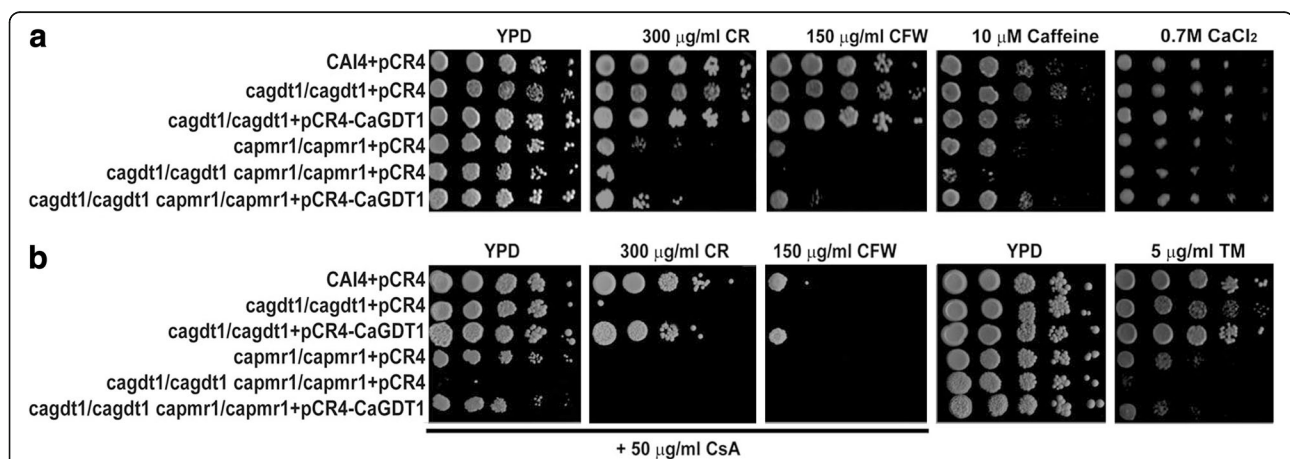 a
YPD 300 μg/ml CR 150 μg/ml CFW 10 μM Caffeine 0.7M CaCl₂
CAI4+pCR4
cagdt1/cagdt1+pCR4
cagdt1/cagdt1+pCR4-CaGDT1
capmr1/capmr1+pCR4
cagdt1/cagdt1 capmr1/capmr1+pCR4
cagdt1/cagdt1 capmr1/capmr1+pCR4-CaGDT1
b
YPD 300 μg/ml CR 150 μg/ml CFW YPD 5 μg/ml TM
CAI4+pCR4
cagdt1/cagdt1+pCR4
cagdt1/cagdt1+pCR4-CaGDT1
capmr1/capmr1+pCR4
cagdt1/cagdt1 capmr1/capmr1+pCR4
cagdt1/cagdt1 capmr1/capmr1+pCR4-CaGDT1
+ 50 μg/ml CsA